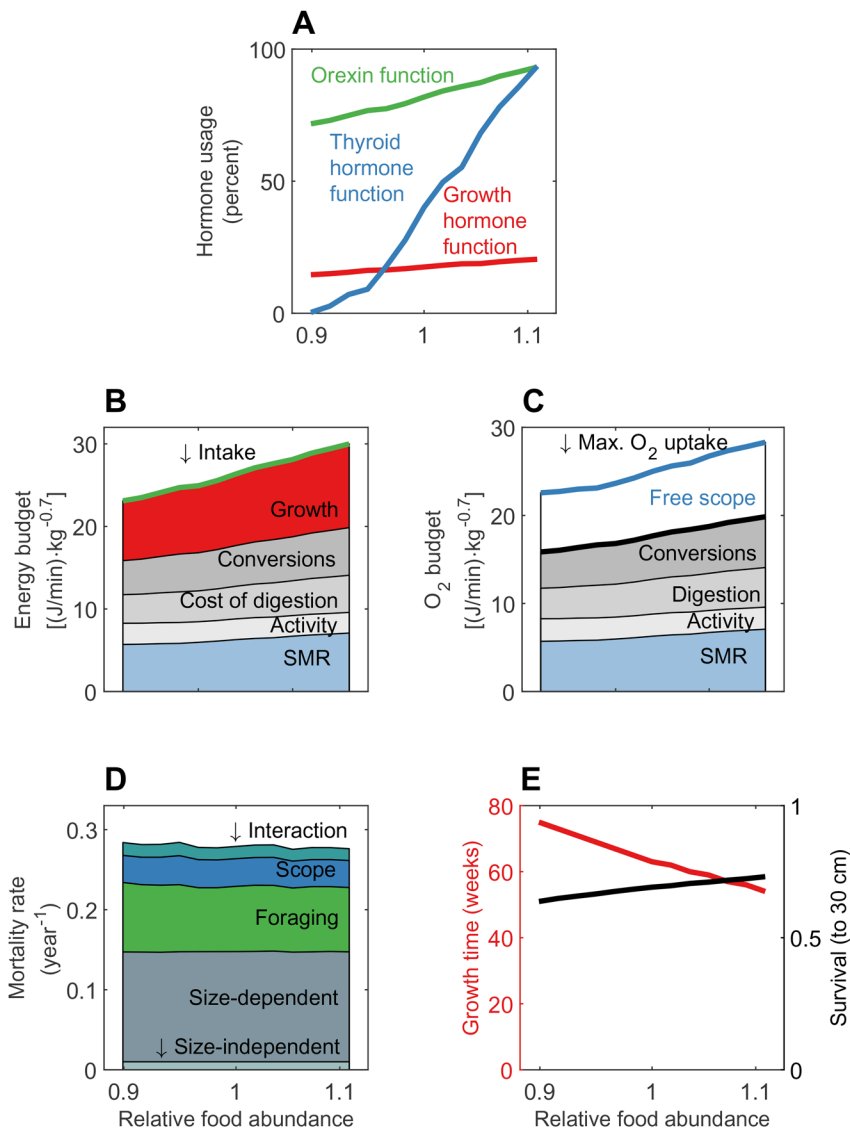 A
100
50
0
Hormone usage
(percent)
Orexin function
Thyroid
hormone
function
Growth
hormone
function
0.9
1
1.1
B
30
20
10
0
Energy budget
[(J/min)·kg^-0.7]
↓ Intake
Growth
Conversions
Cost of digestion
Activity
SMR
C
30
20
10
0
O2 budget
[(J/min)·kg^-0.7]
↓ Max. O2 uptake
Free scope
Conversions
Digestion
Activity
SMR
D
0.3
0.2
0.1
0
Mortality rate
(year^-1)
↓ Interaction
Scope
Foraging
Size-dependent
↓ Size-independent
0.9
1
1.1
Relative food abundance
E
80
60
40
20
0
Growth time (weeks)
1
0.5
0
Survival (to 30 cm)
0.9
1
1.1
Relative food abundance